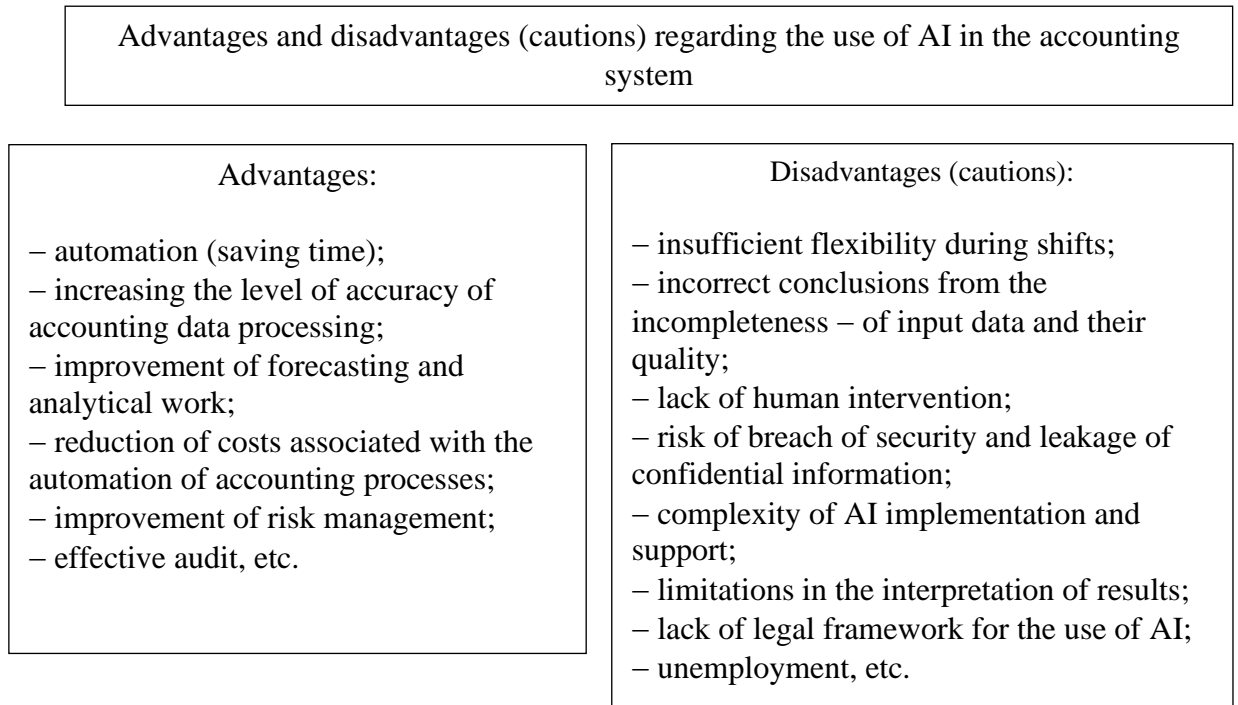 Advantages and disadvantages (cautions) regarding the use of AI in the accounting
system
Advantages:
− automation (saving time);
− increasing the level of accuracy of
accounting data processing;
− improvement of forecasting and
analytical work;
− reduction of costs associated with the
automation of accounting processes;
− improvement of risk management;
− effective audit, etc.
Disadvantages (cautions):
− insufficient flexibility during shifts;
− incorrect conclusions from the
incompleteness − of input data and their
quality;
− lack of human intervention;
− risk of breach of security and leakage of
confidential information;
− complexity of AI implementation and
support;
− limitations in the interpretation of results;
− lack of legal framework for the use of AI;
− unemployment, etc.